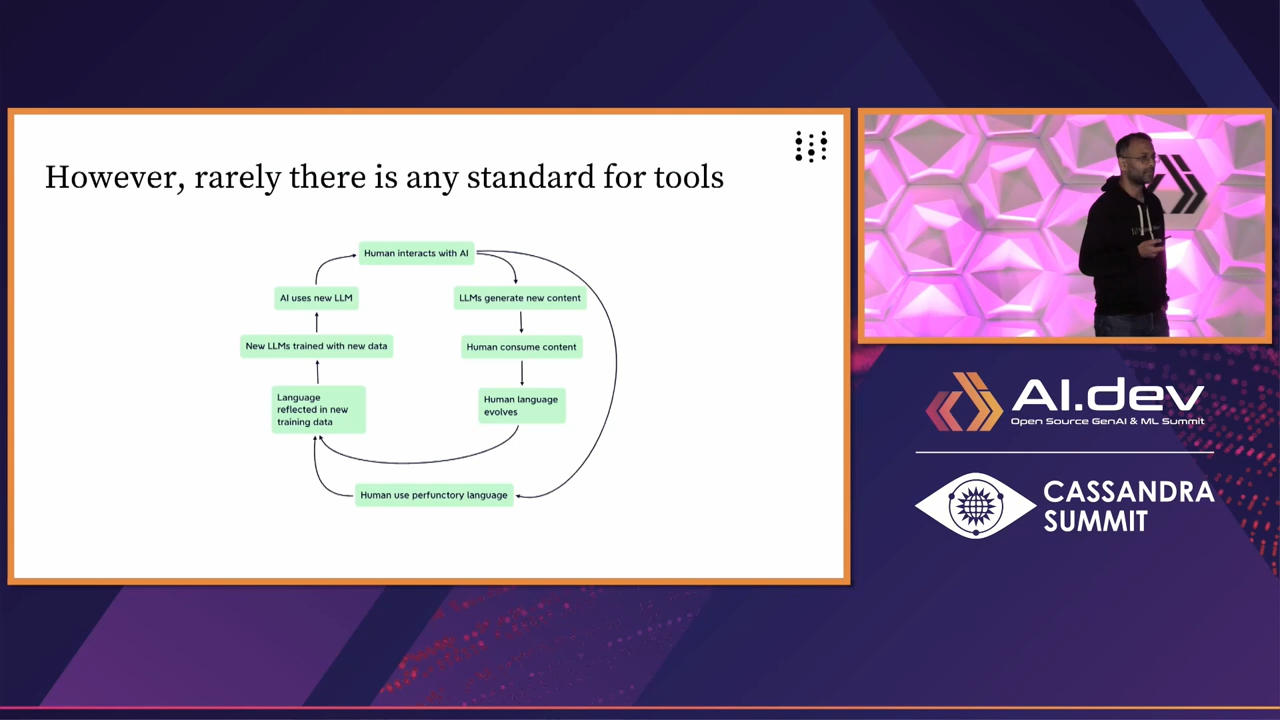 However, rarely there is any standard for tools
Human interacts with AI
AI uses new LLM
LLMs generate new content
New LLMs trained with new data
Human consume content
Language
reflected in new
training data
Human language
evolves
Human use perfunctory language
AI.dev
Open Source GenAI & ML Summit
CASSANDRA
SUMMIT